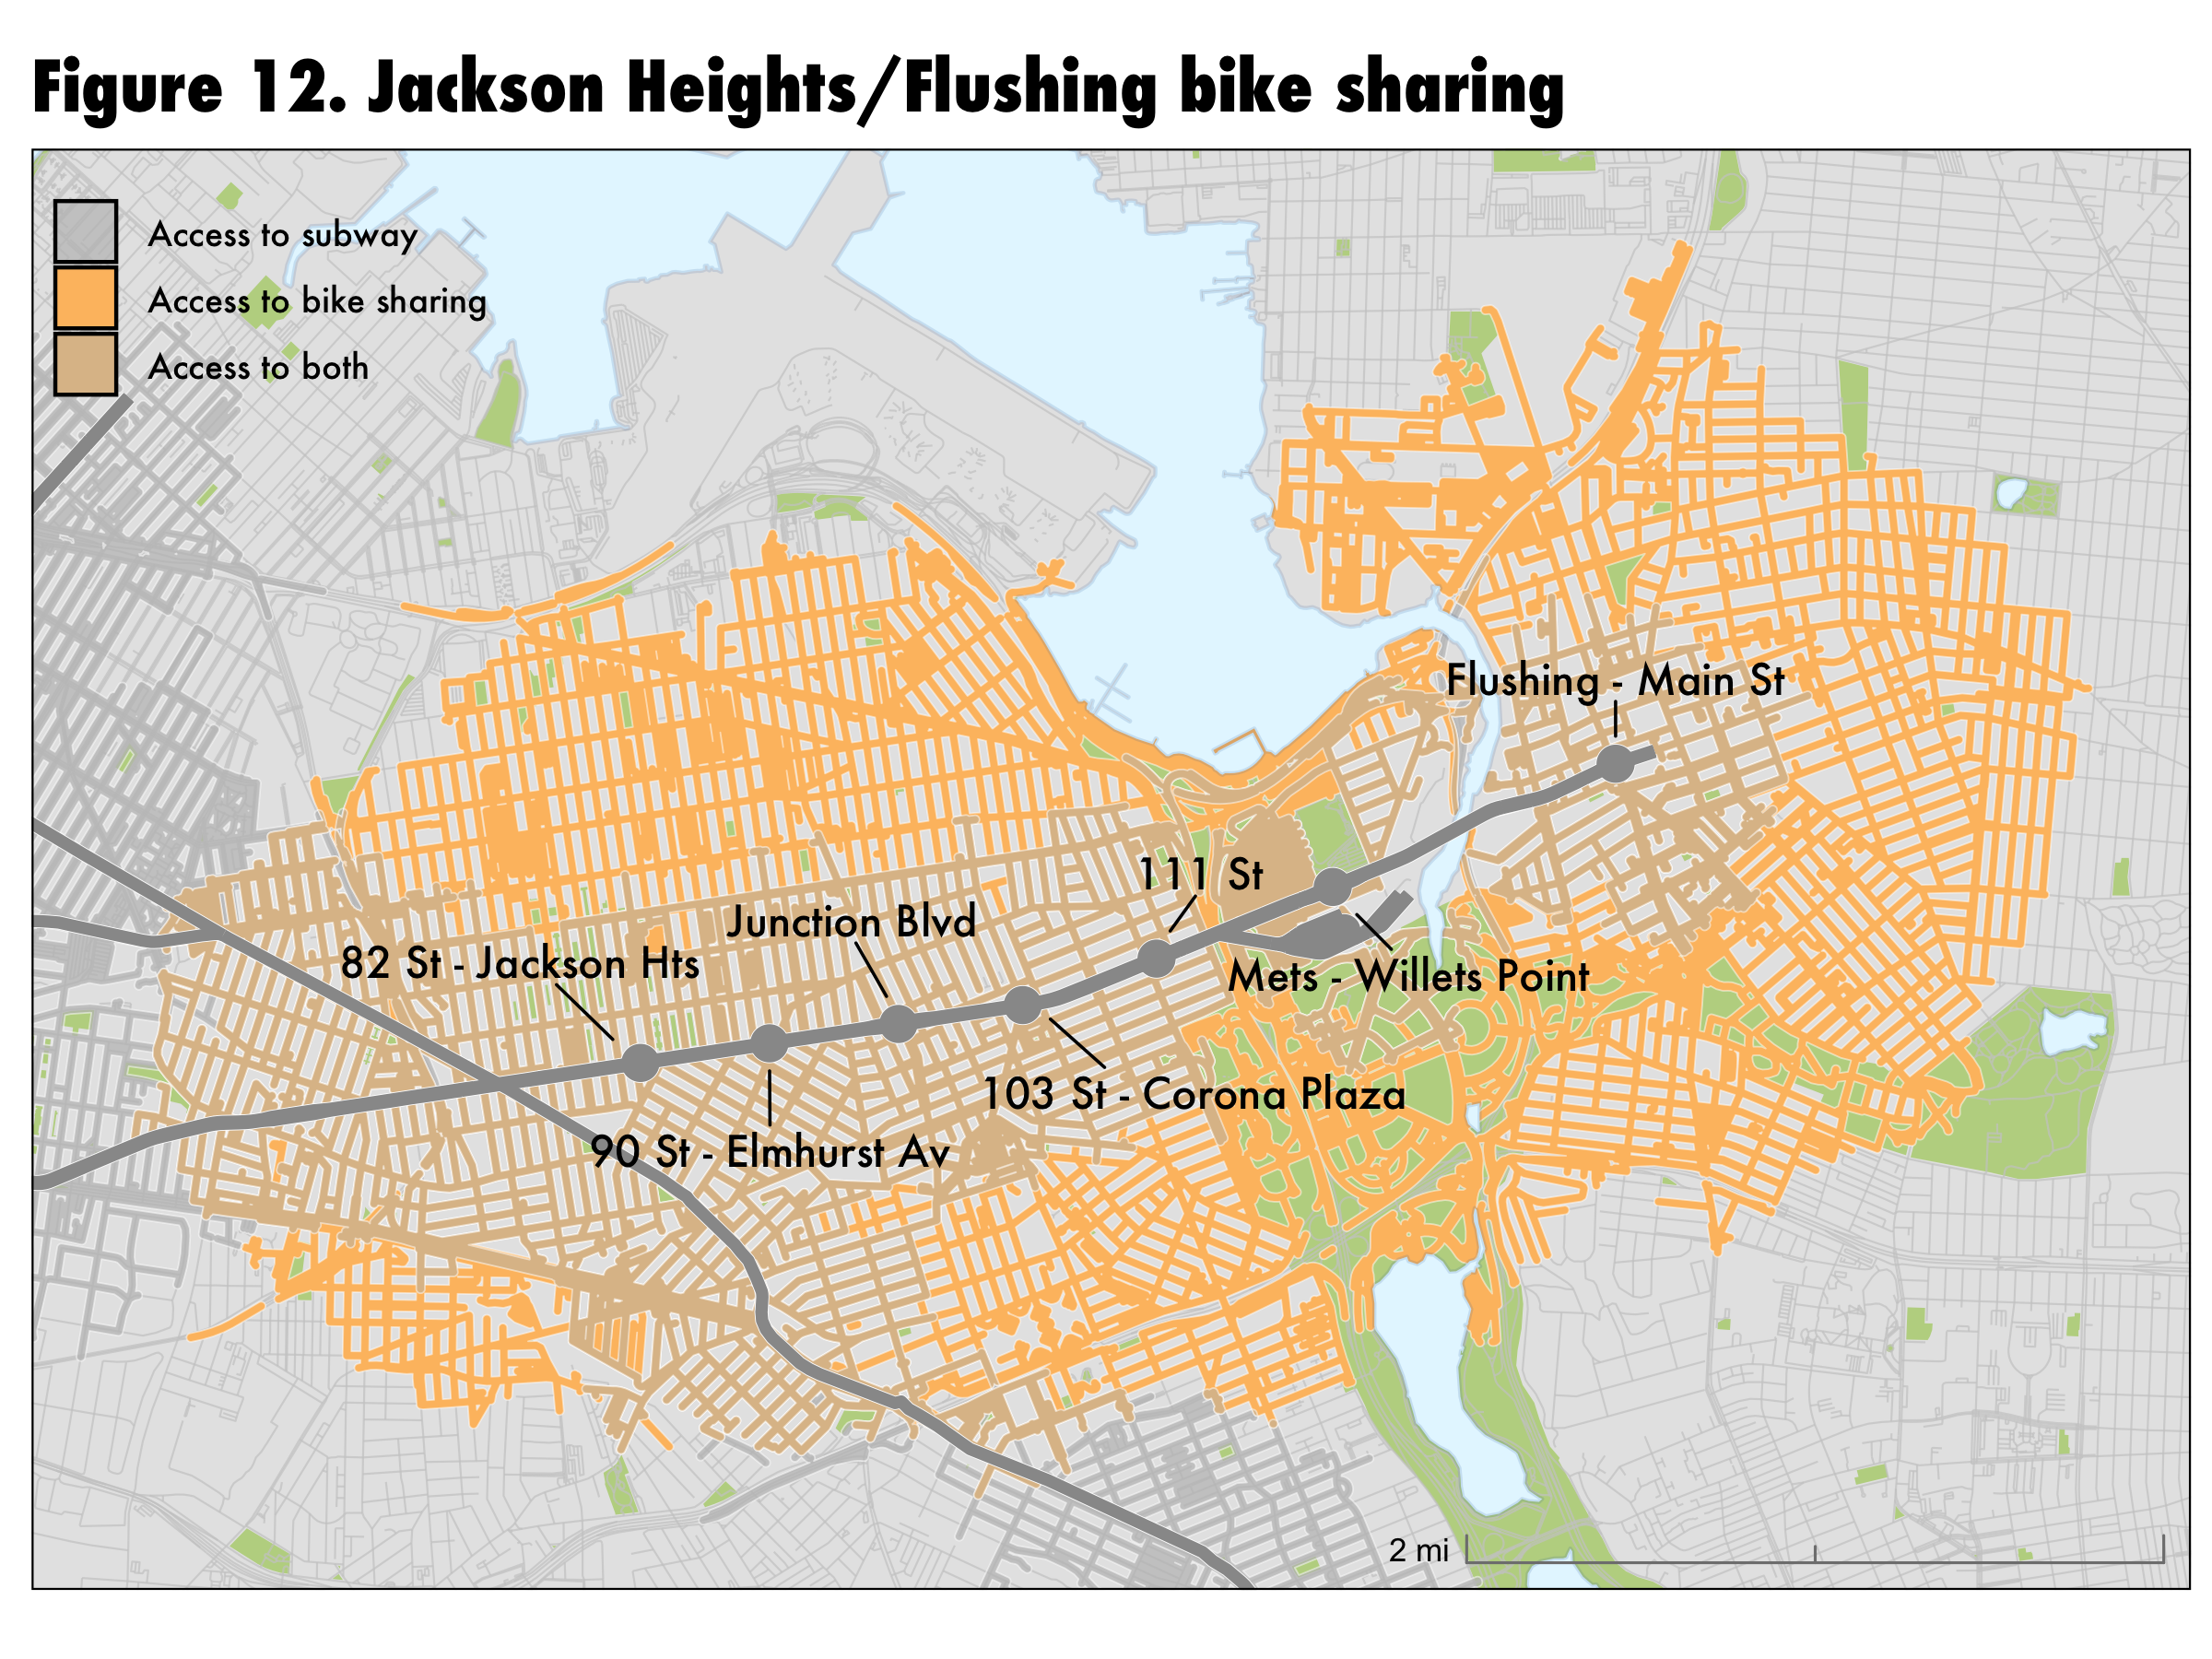 Figure 12. Jackson Heights/Flushing bike sharing
Access to subway
Access to bike sharing
Access to both
Flushing - Main St
111 St
Junction Blvd
82 St - Jackson Hts
Mets - Willets Point
103 St - Corona Plaza
90 St - Elmhurst Av
2 mi